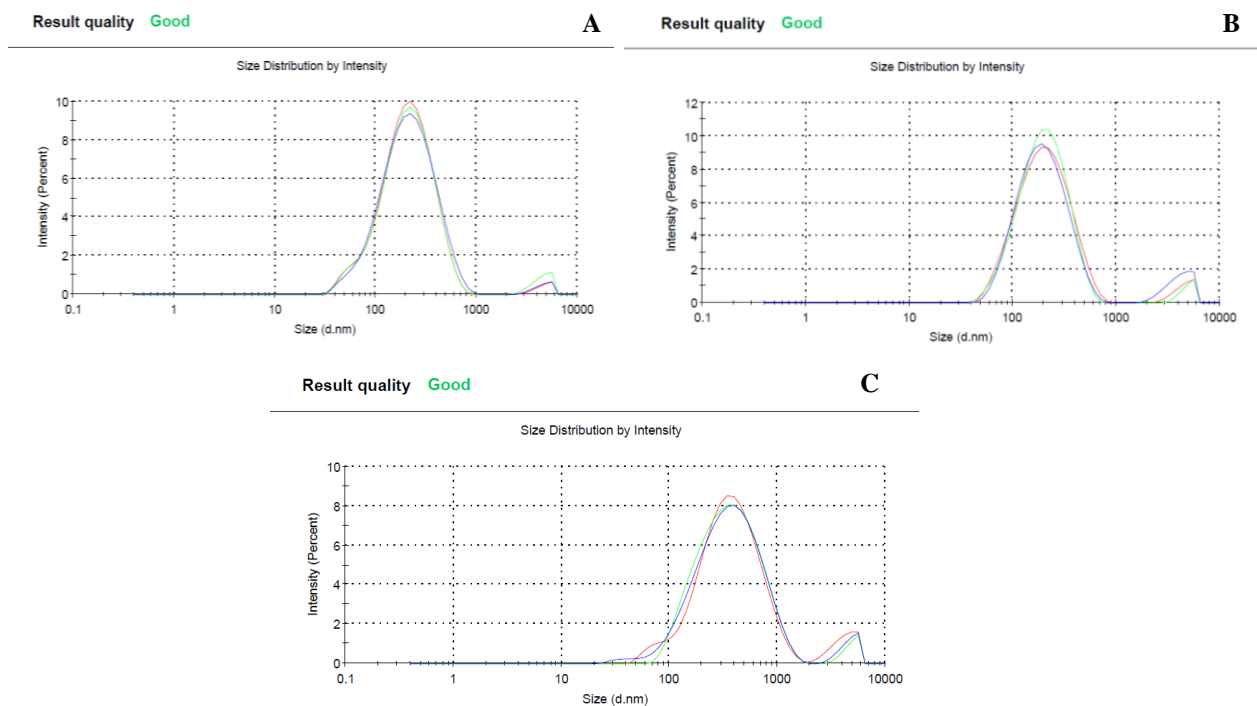 Result quality Good
A
Size Distribution by Intensity
Intensity (Percent)
10
8
6
4
2
0
0.1 1 10 100 1000 10000
Size (d.nm)
Result quality Good
B
Size Distribution by Intensity
Intensity (Percent)
12
10
8
6
4
2
0
0.1 1 10 100 1000 10000
Size (d.nm)
Result quality Good
C
Size Distribution by Intensity
Intensity (Percent)
10
8
6
4
2
0
0.1 1 10 100 1000 10000
Size (d.nm)